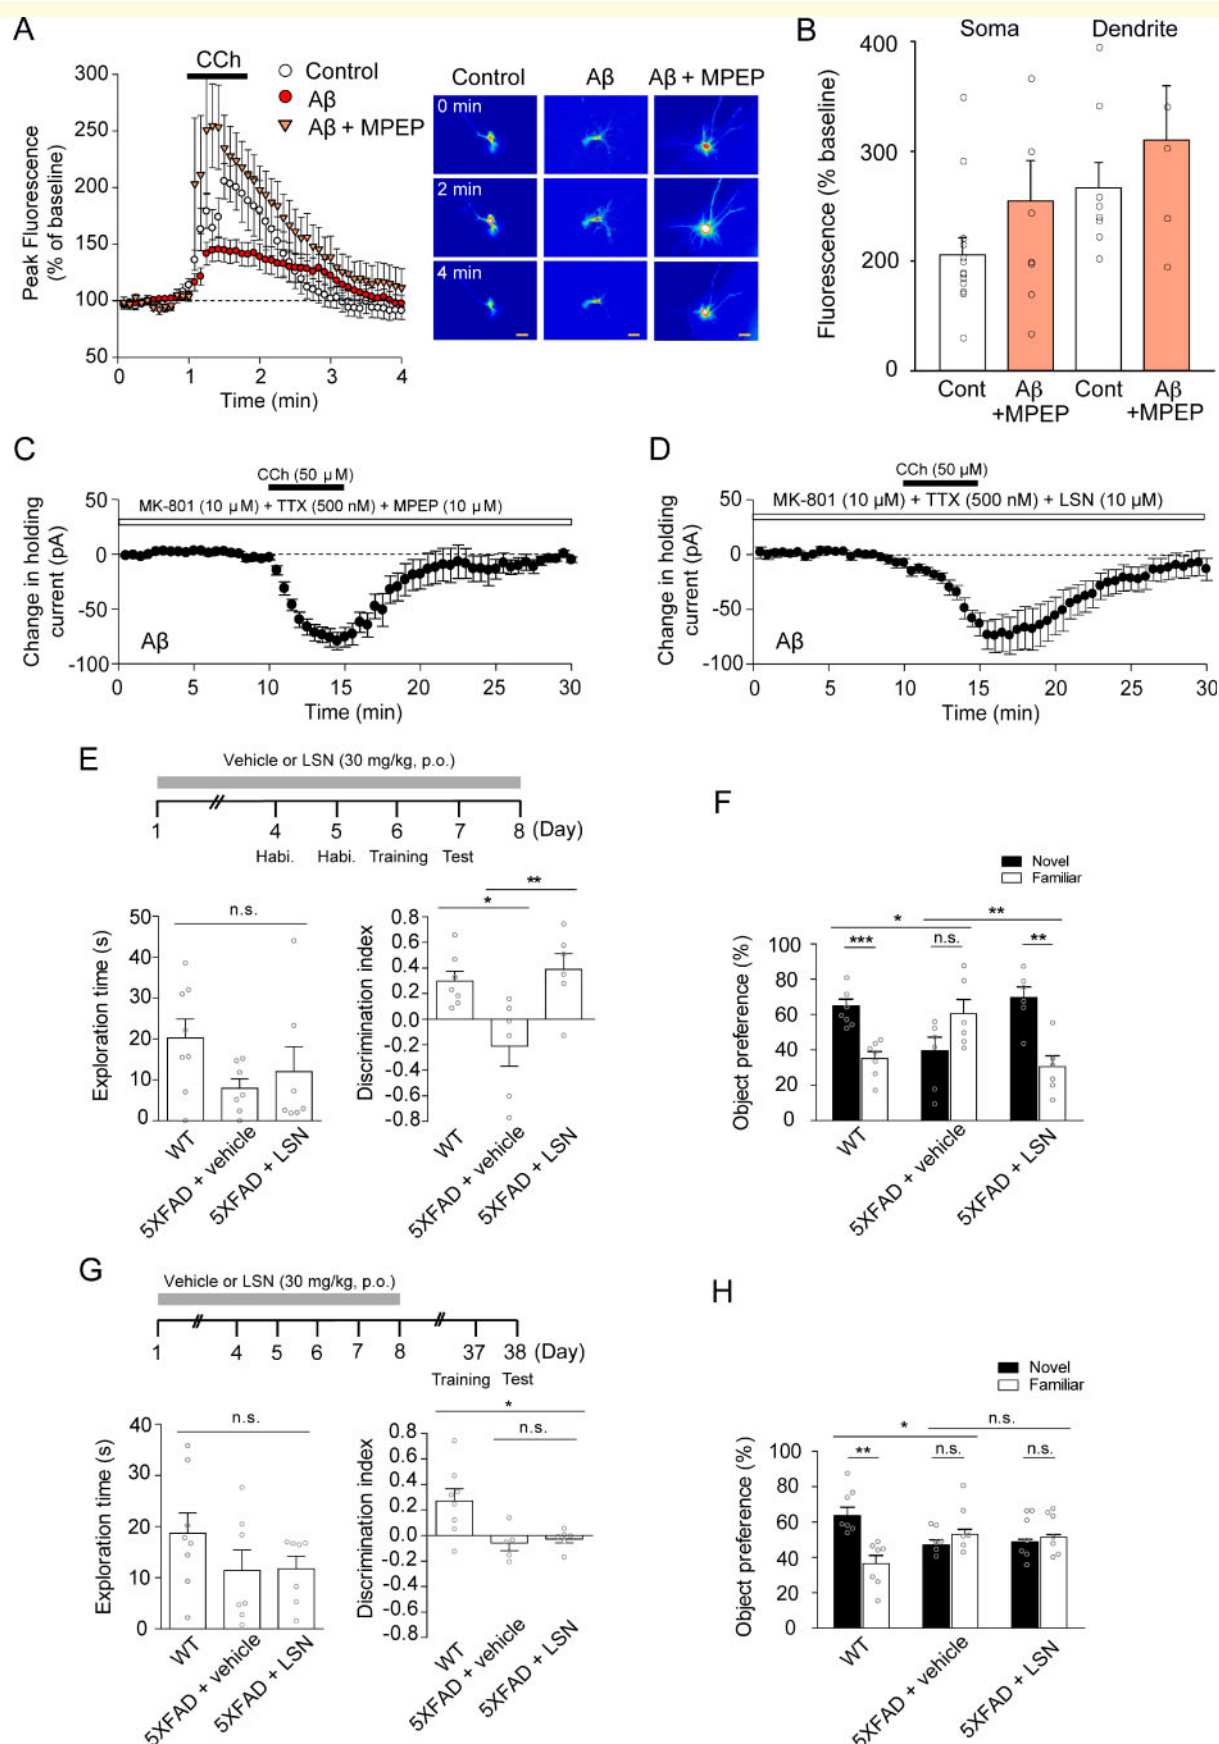 A
CCh
Control
Aβ
Aβ + MPEP
Peak Fluorescence
(% of baseline)
300
250
200
150
100
50
0
1
2
3
4
Time (min)
Control
Aβ
Aβ + MPEP
0 min
2 min
4 min
B
Soma
Dendrite
Fluorescence (% baseline)
400
300
200
0
Cont
Aβ
+MPEP
Cont
Aβ
+MPEP
C
CCh (50 µM)
MK-801 (10 µM) + TTX (500 nM) + MPEP (10 µM)
Change in holding
current (pA)
50
0
-50
-100
Aβ
0 5 10 15 20 25 30
Time (min)
D
CCh (50 µM)
MK-801 (10 µM) + TTX (500 nM) + LSN (10 µM)
Change in holding
current (pA)
50
0
-50
-100
Aβ
0 5 10 15 20 25 30
Time (min)
E
Vehicle or LSN (30 mg/kg, p.o.)
1 4 5 6 7 8 (Day)
Habi. Habi. Training Test
Exploration time (s)
50
40
30
20
10
0
n.s.
WT
5XFAD + vehicle
5XFAD + LSN
Discrimination index
0.8
0.4
0.2
0.0
-0.2
-0.4
-0.6
-0.8
**
*
WT
5XFAD + vehicle
5XFAD + LSN
F
Novel
Familiar
Object preference (%)
100
80
60
40
20
0
* **
*** n.s. **
WT
5XFAD + vehicle
5XFAD + LSN
G
Vehicle or LSN (30 mg/kg, p.o.)
1 4 5 6 7 8 37 38 (Day)
Training Test
Exploration time (s)
40
30
20
10
0
n.s.
WT
5XFAD + vehicle
5XFAD + LSN
Discrimination index
0.8
0.4
0.2
0.0
-0.2
-0.4
-0.6
-0.8
*
n.s.
WT
5XFAD + vehicle
5XFAD + LSN
H
Novel
Familiar
Object preference (%)
100
80
60
40
20
0
* n.s.
** n.s. n.s.
WT
5XFAD + vehicle
5XFAD + LSN